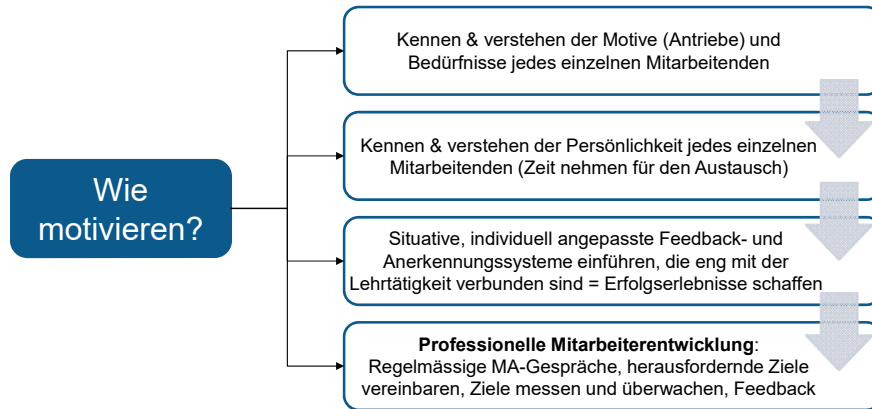 Wie
motivieren?
Kennen & verstehen der Motive (Antriebe) und
Bedürfnisse jedes einzelnen Mitarbeitenden
Kennen & verstehen der Persönlichkeit jedes einzelnen
Mitarbeitenden (Zeit nehmen für den Austausch)
Situative, individuell angepasste Feedback- und
Anerkennungssysteme einführen, die eng mit der
Lehrtätigkeit verbunden sind = Erfolgserlebnisse schaffen
Professionelle Mitarbeiterentwicklung:
Regelmässige MA-Gespräche, herausfordernde Ziele
vereinbaren, Ziele messen und überwachen, Feedback